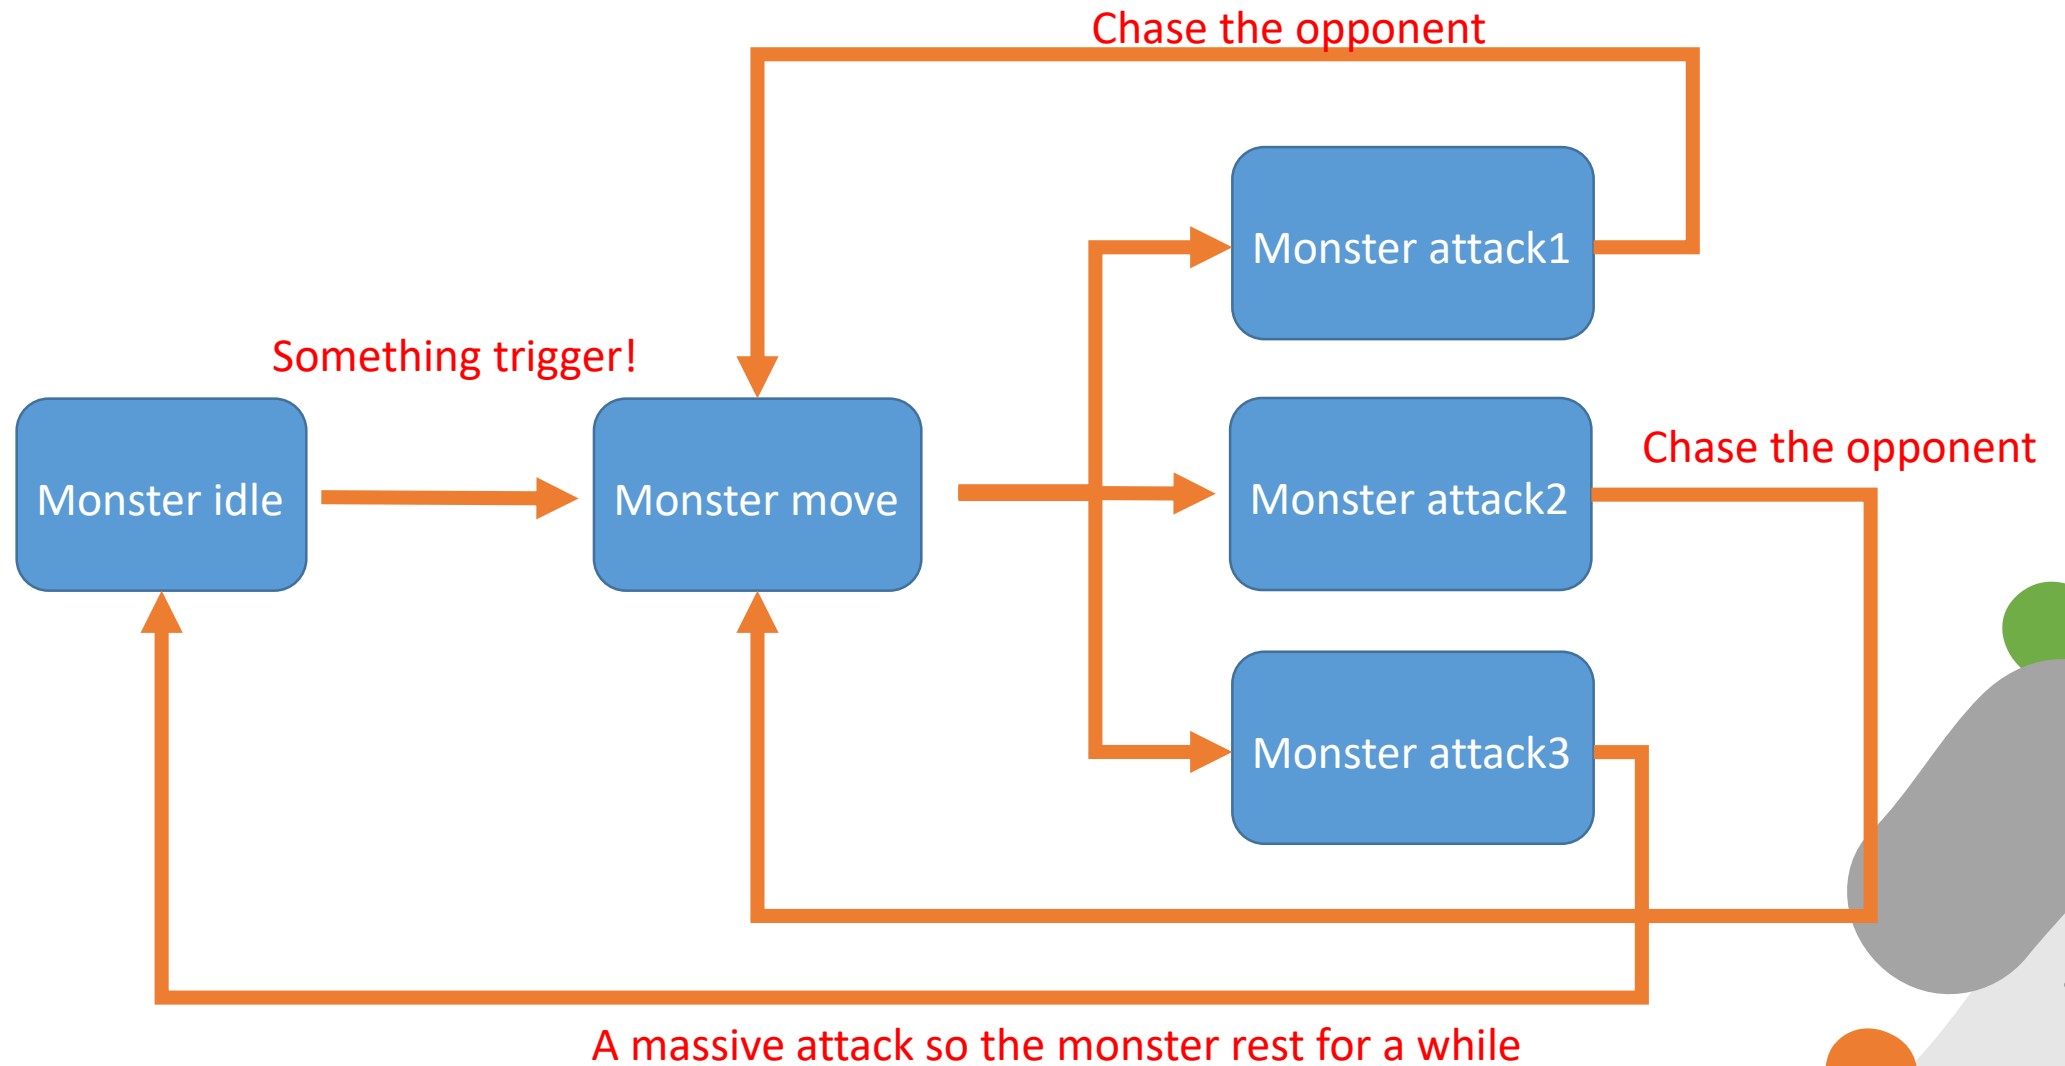 Chase the opponent
Monster attack1
Something trigger!
Monster idle
Monster move
Monster attack2
Chase the opponent
Monster attack3
A massive attack so the monster rest for a while